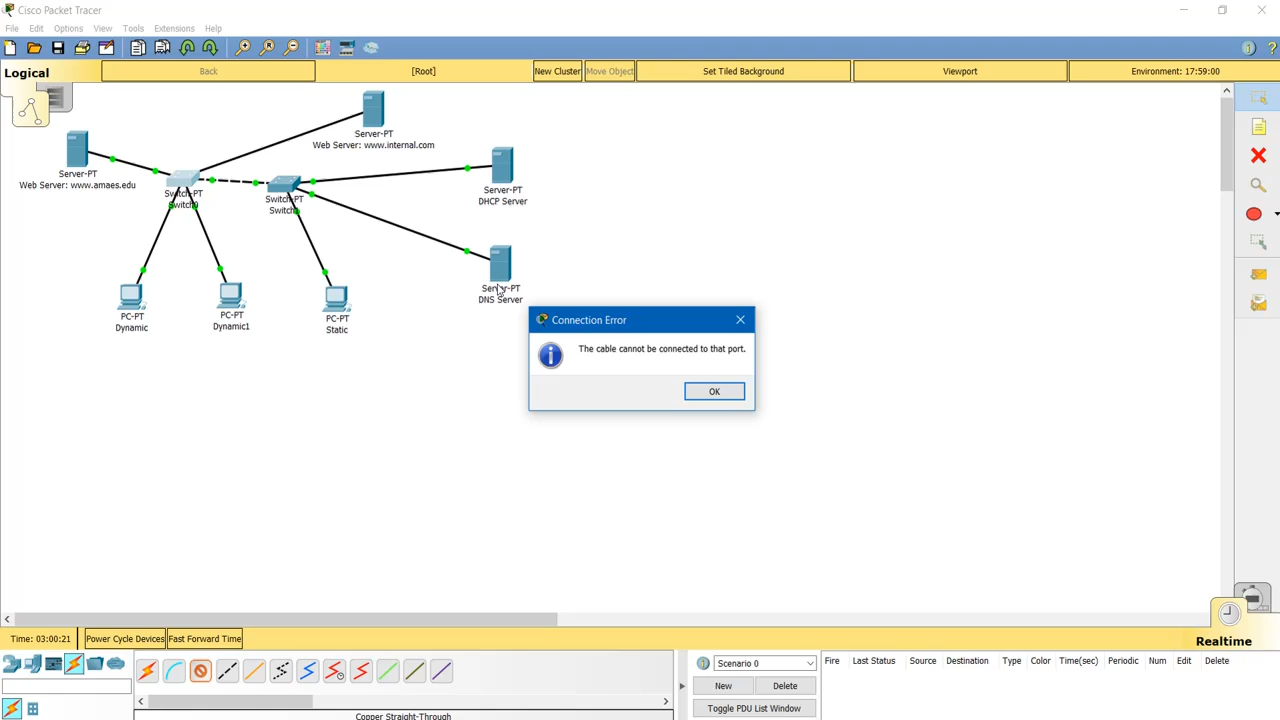 Cisco Packet Tracer
File Edit Options View Tools Extensions Help
Logical
Back
[Root]
New Cluster
Move Object
Set Tiled Background
Viewport
Environment: 17:59:00
Server-PT
Web Server: www.internal.com
Server-PT
Web Server: www.amaes.edu
Switch-PT
Switch0
Switch-PT
Server-PT
DHCP Server
Server-PT
DNS Server
PC-PT
Dynamic
PC-PT
Dynamic1
PC-PT
Static
Connection Error
The cable cannot be connected to that port.
OK
Realtime
Time: 03:00:21
Power Cycle Devices
Fast Forward Time
Scenario 0
New
Delete
Toggle PDU List Window
Fire Last Status Source Destination Type Color Time(sec) Periodic Num Edit Delete
Copper Straight-Through